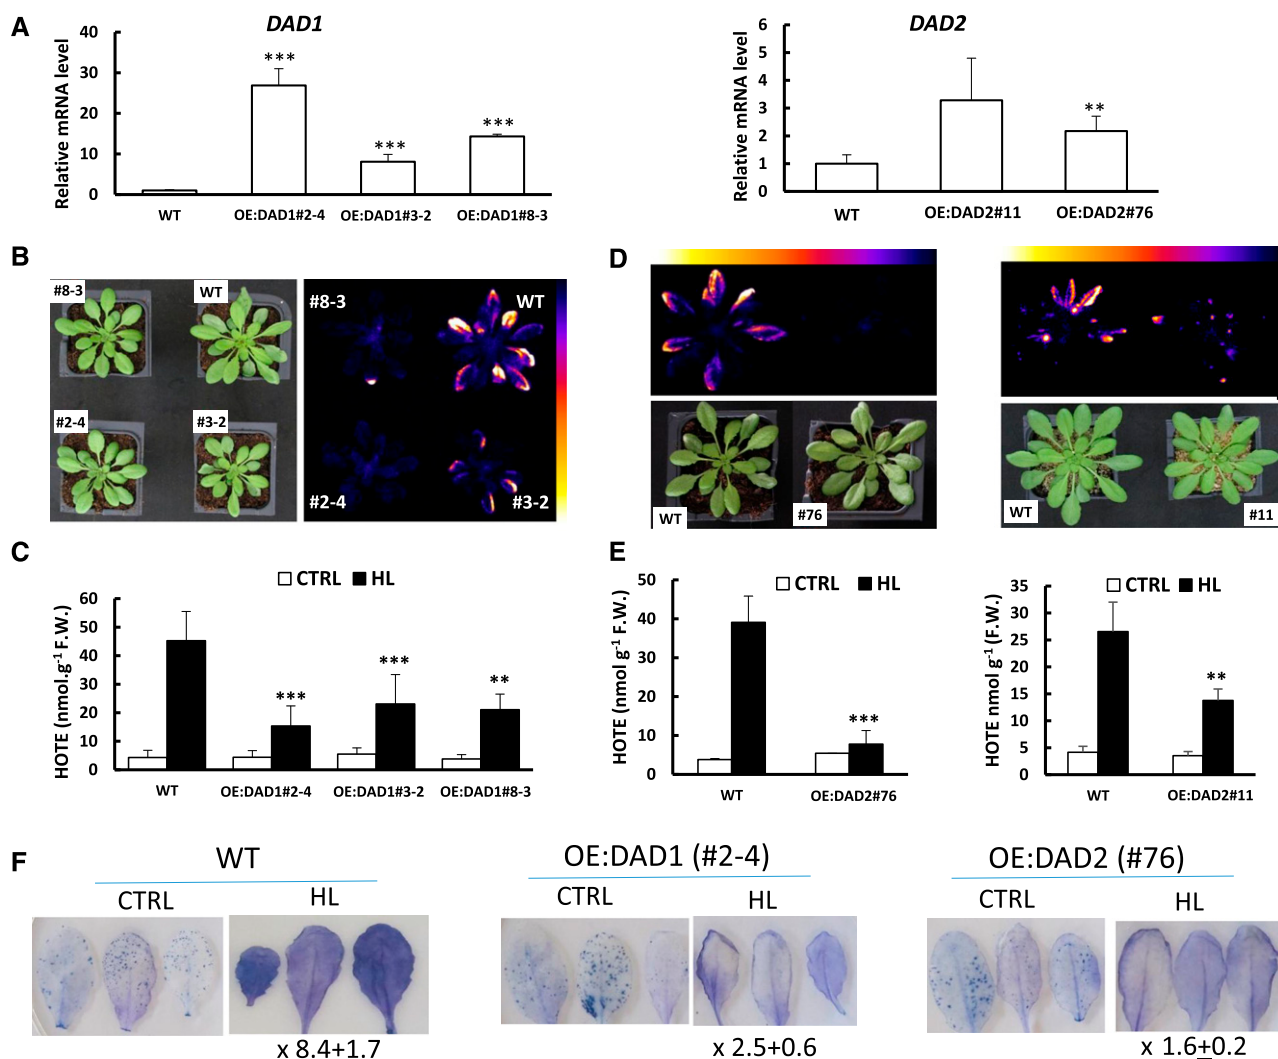 A
DAD1
Relative mRNA level
40
30
20
10
0
***
***
***
WT
OE:DAD1#2-4
OE:DAD1#3-2
OE:DAD1#8-3
DAD2
Relative mRNA level
6
5
4
3
2
1
0
**
WT
OE:DAD2#11
OE:DAD2#76
B
#8-3
WT
#2-4
#3-2
#8-3
WT
#2-4
#3-2
D
WT
#76
WT
#11
C
CTRL HL
HOTE (nmol.g-1 F.W.)
60
50
40
30
20
10
0
***
***
**
WT
OE:DAD1#2-4
OE:DAD1#3-2
OE:DAD1#8-3
E
CTRL HL
HOTE (nmol g-1 F.W.)
50
40
30
20
10
0
***
WT
OE:DAD2#76
CTRL HL
HOTE nmol g-1 (F.W.)
35
30
25
20
15
10
5
0
**
WT
OE:DAD2#11
F
WT
CTRL
HL
x 8.4+1.7
OE:DAD1 (#2-4)
CTRL
HL
x 2.5+0.6
OE:DAD2 (#76)
CTRL
HL
x 1.6±0.2